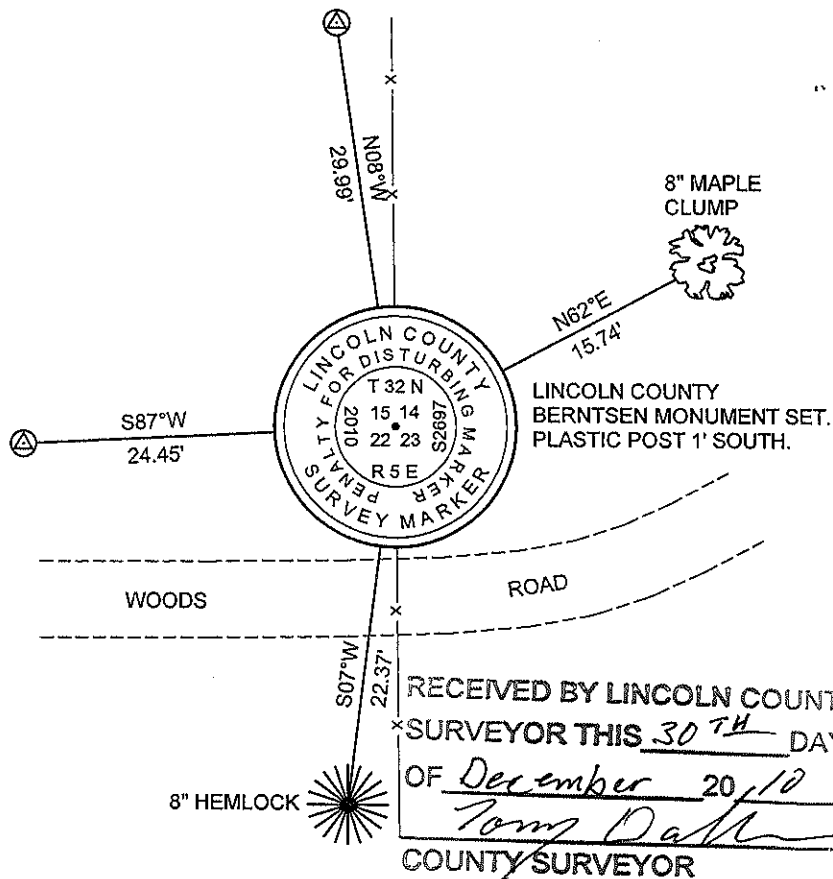 N08°W
29.99'
8" MAPLE
CLUMP
N62°E
15.74'
LINCOLN COUNTY
PENALTY FOR DISTURBING MARKER
T 32 N
15 14
22 23
2010
S2697
R 5 E
SURVEY MARKER
LINCOLN COUNTY
BERNTSEN MONUMENT SET.
PLASTIC POST 1' SOUTH.
S87°W
24.45'
WOODS ROAD
S07°W
22.37'
8" HEMLOCK
RECEIVED BY LINCOLN COUNT
SURVEYOR THIS 30TH DAY
OF December 20 10
Tony
COUNTY SURVEYOR